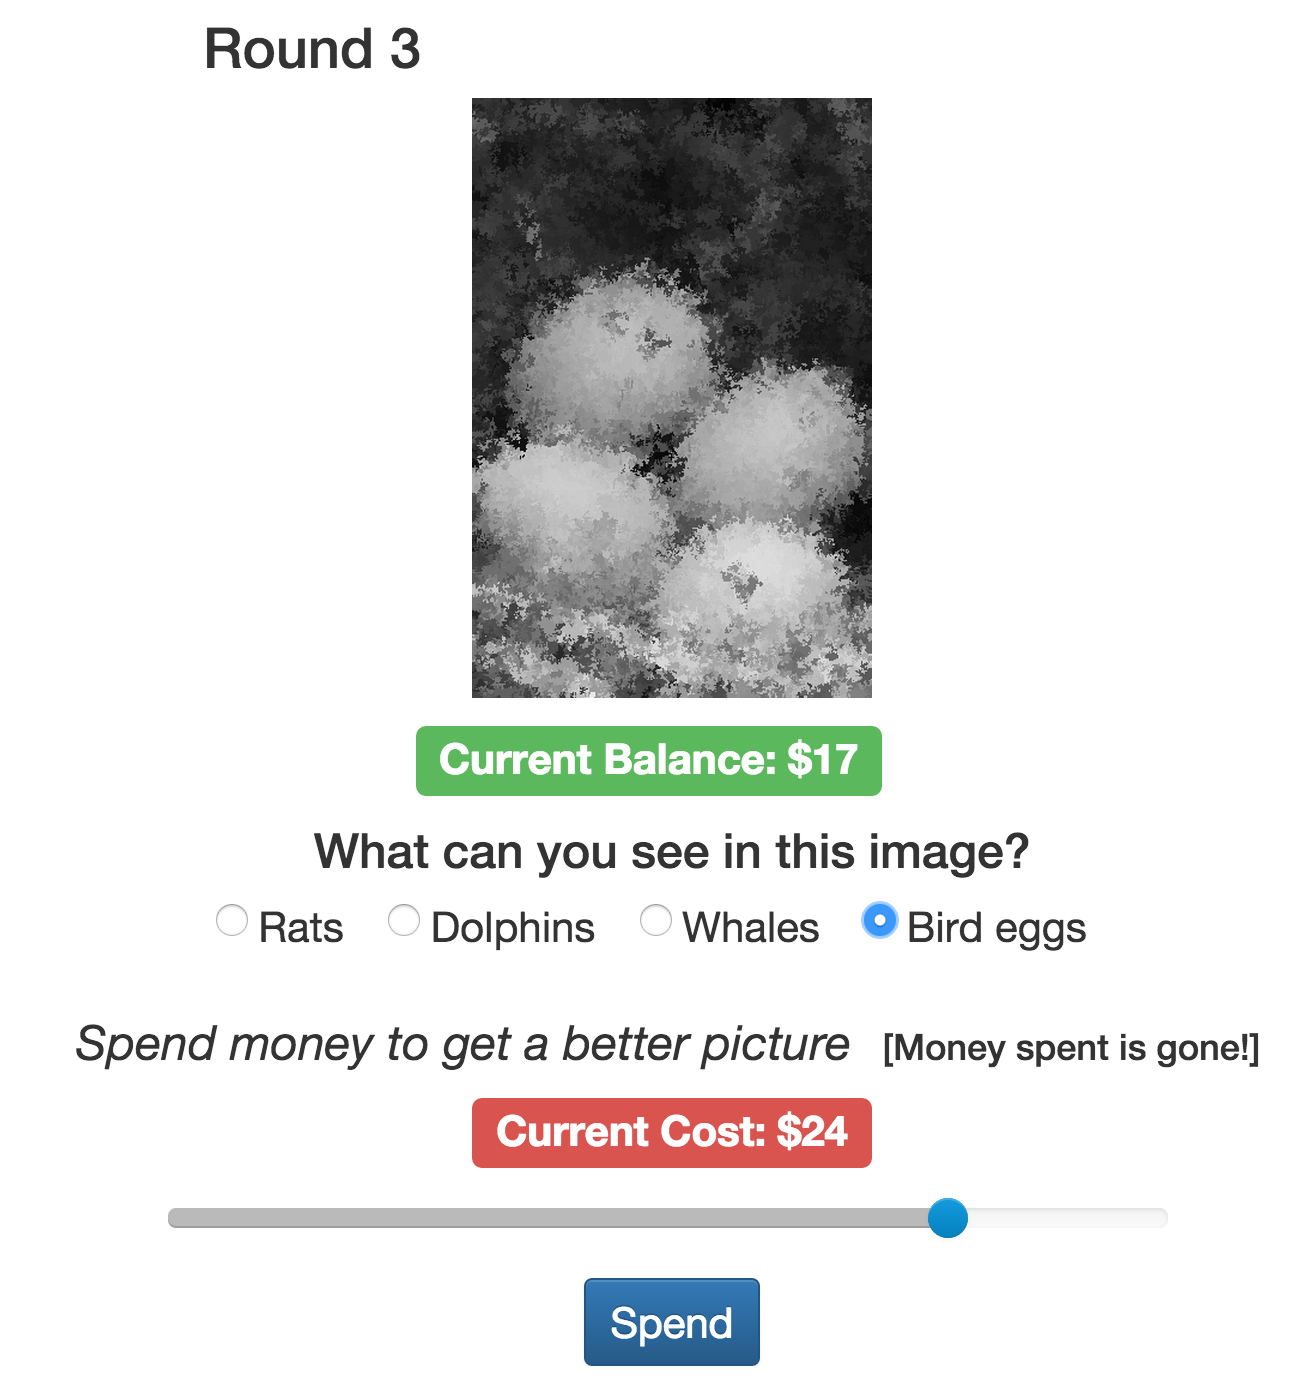 Round 3
Current Balance: $17
What can you see in this image?
Rats Dolphins Whales Bird eggs
Spend money to get a better picture [Money spent is gone!]
Current Cost: $24
Spend